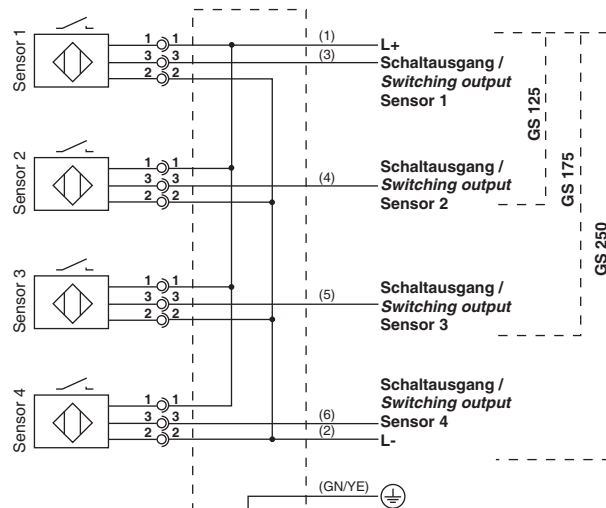 Sensor 1
1 1 (1) L+
3 3 (3) Schaltausgang /
2 2 Switching output
Sensor 1
GS 125
GS 175
GS 250
Sensor 2
1 1 Schaltausgang /
3 3 (4) Switching output
2 2 Sensor 2
Sensor 3
1 1 Schaltausgang /
3 3 (5) Switching output
2 2 Sensor 3
Sensor 4
Schaltausgang /
1 1 Switching output
3 3 (6) Sensor 4
2 2 (2) L-
(GN/YE)